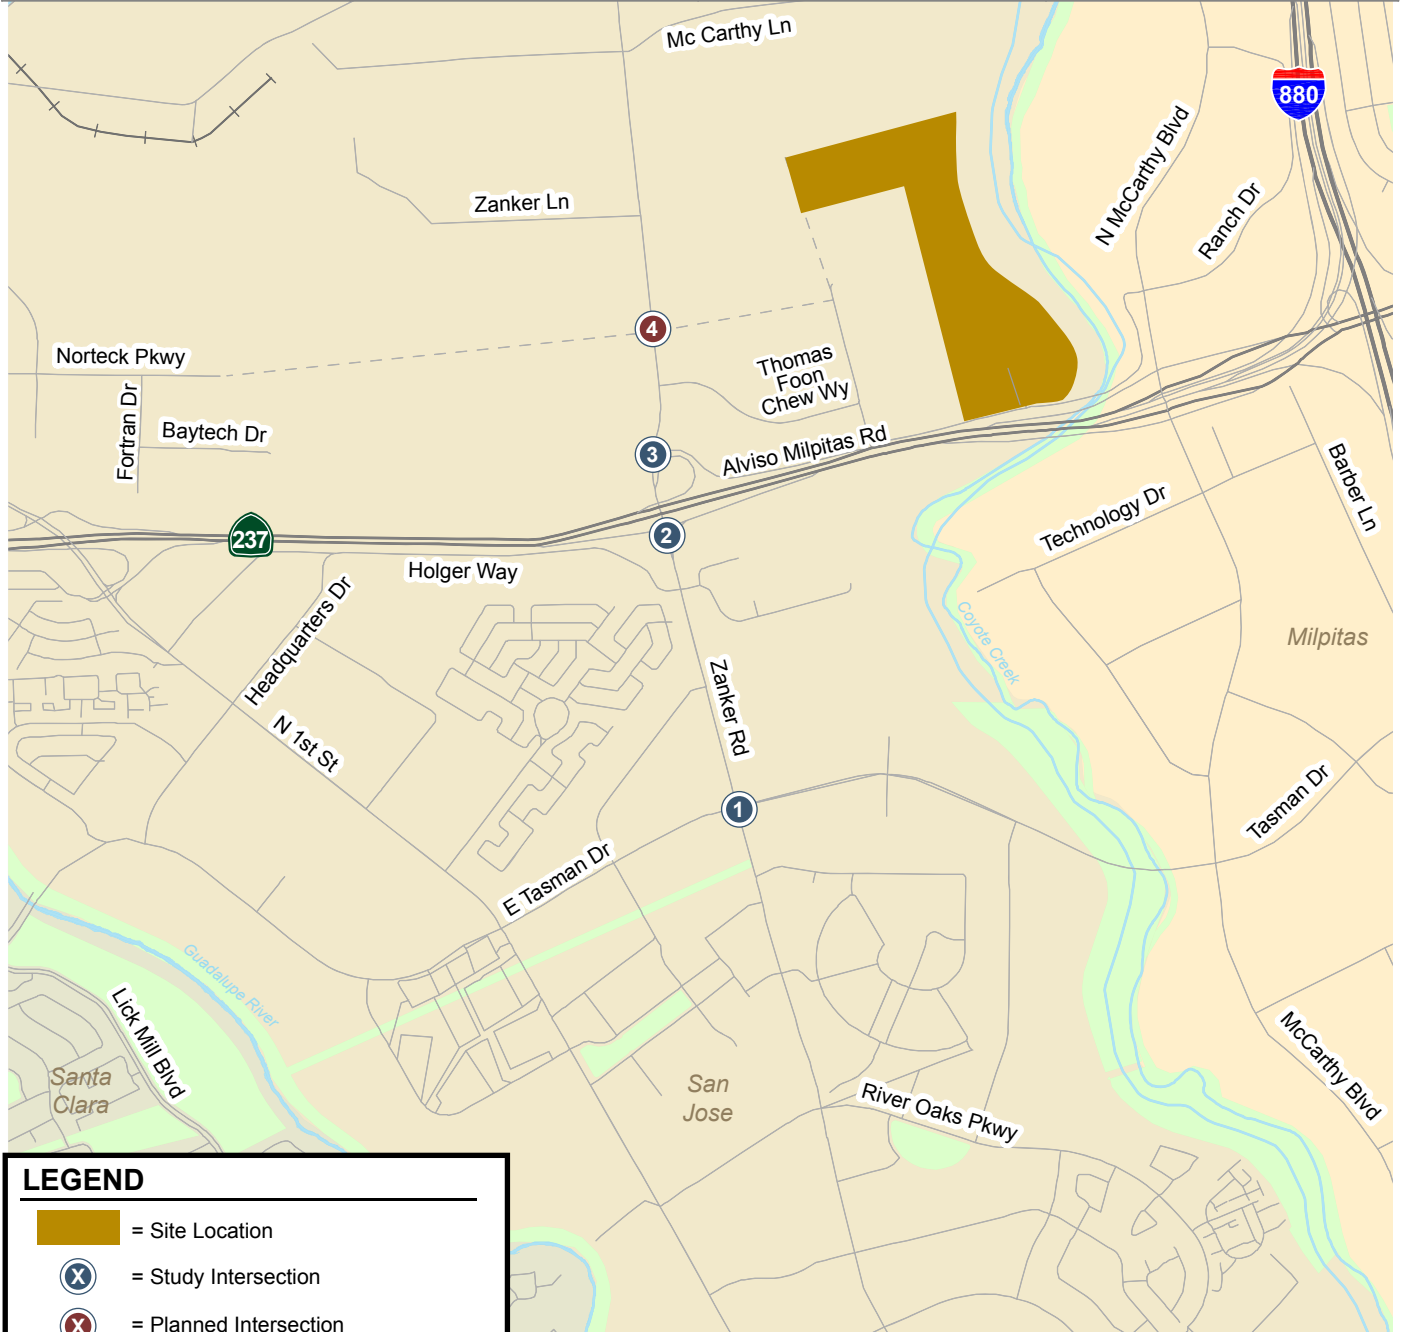 Mc Carthy Ln
880
N McCarthy Blvd
Ranch Dr
Zanker Ln
4
Norteck Pkwy
Thomas
Foon
Chew Wy
Fortran Dr
Baytech Dr
3
Alviso Milpitas Rd
Barber Ln
Technology Dr
237
2
Holger Way
Headquarters Dr
Coyote Creek
Milpitas
Zanker Rd
N 1st St
1
Tasman Dr
E Tasman Dr
Guadalupe River
Lick Mill Blvd
McCarthy Blvd
Santa
Clara
San
Jose
River Oaks Pkwy
LEGEND
= Site Location
X = Study Intersection
X = Planned Intersection